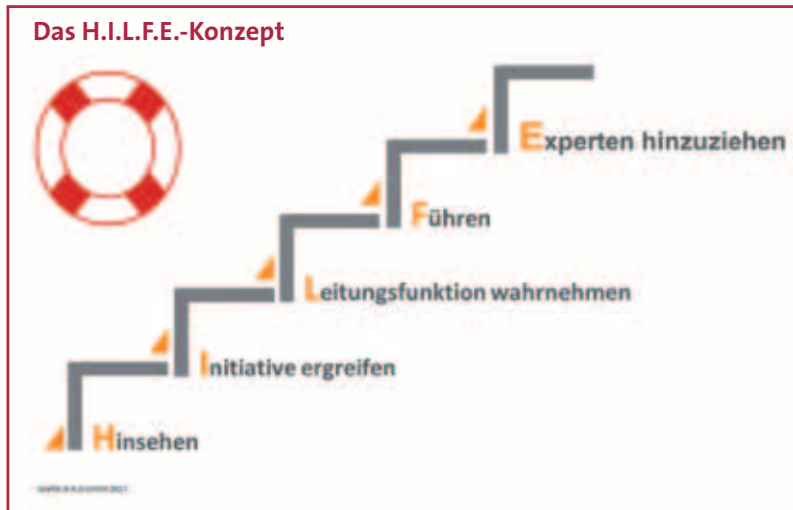 Das H.I.L.F.E.-Konzept
Experten hinzuziehen
Führen
Leitungsfunktion wahrnehmen
Initiative ergreifen
Hinsehen